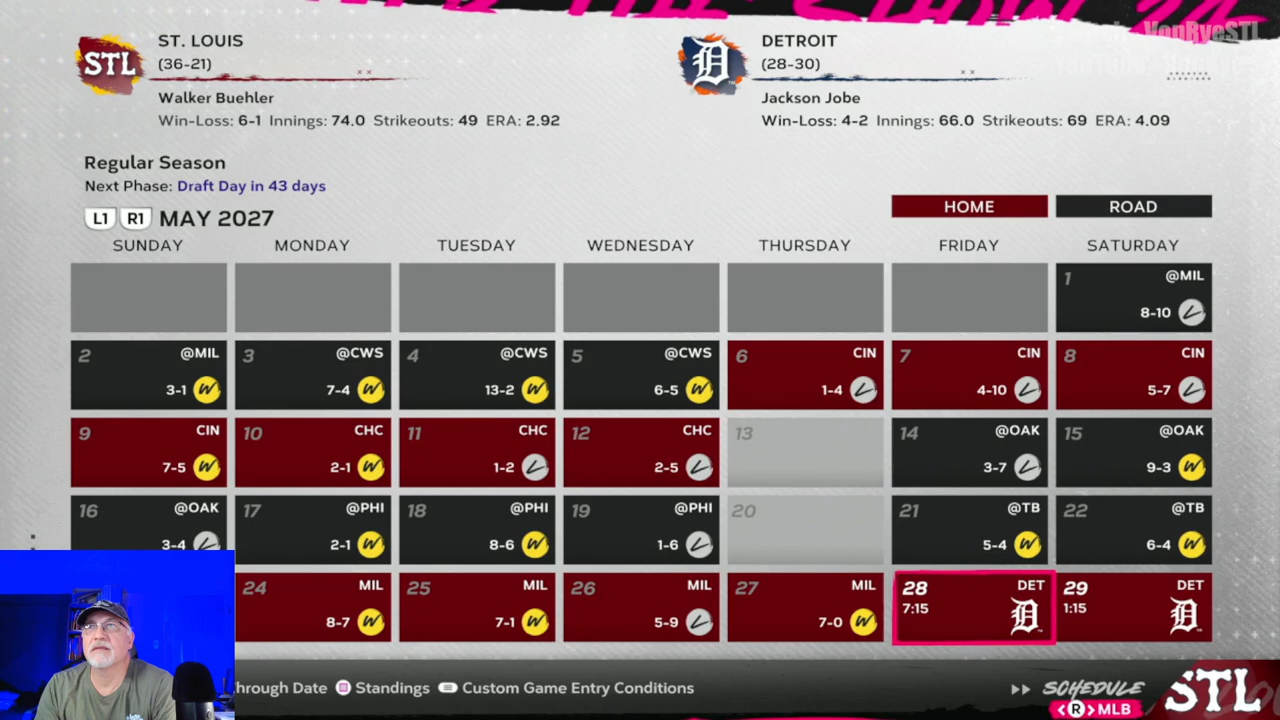 VonRyeSTL
STL
ST. LOUIS
(36-21)
Walker Buehler
Win-Loss: 6-1 Innings: 74.0 Strikeouts: 49 ERA: 2.92
D
DETROIT
(28-30)
Jackson Jobe
Win-Loss: 4-2 Innings: 66.0 Strikeouts: 69 ERA: 4.09
Regular Season
Next Phase: Draft Day in 43 days
L1 R1 MAY 2027
HOME ROAD
SUNDAY MONDAY TUESDAY WEDNESDAY THURSDAY FRIDAY SATURDAY
1 @MIL
8-10 L
2 @MIL 3 @CWS 4 @CWS 5 @CWS 6 CIN 7 CIN 8 CIN
3-1 W 7-4 W 13-2 W 6-5 W 1-4 L 4-10 L 5-7 L
9 CIN 10 CHC 11 CHC 12 CHC 13 14 @OAK 15 @OAK
7-5 W 2-1 W 1-2 L 2-5 L 3-7 L 9-3 W
16 @OAK 17 @PHI 18 @PHI 19 @PHI 20 21 @TB 22 @TB
3-4 L 2-1 W 8-6 W 1-6 L 5-4 W 6-4 W
24 MIL 25 MIL 26 MIL 27 MIL 28 DET 29 DET
7:15 D 1:15 D
8-7 W 7-1 W 5-9 L 7-0 W
hrough Date Standings Custom Game Entry Conditions
SCHEDULE
R MLB
STL